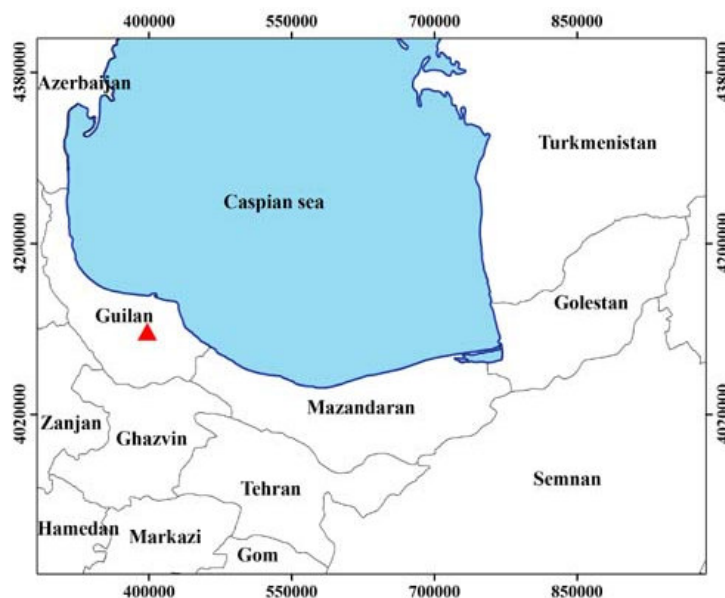 400000 550000 700000 850000
4380000 4380000
Azerbaijan
Turkmenistan
Caspian sea
4200000 4200000
Golestan
Guilan
Mazandaran
4020000 4020000
Zanjan
Ghazvin
Semnan
Tehran
Hamedan
Markazi
Gom
400000 550000 700000 850000